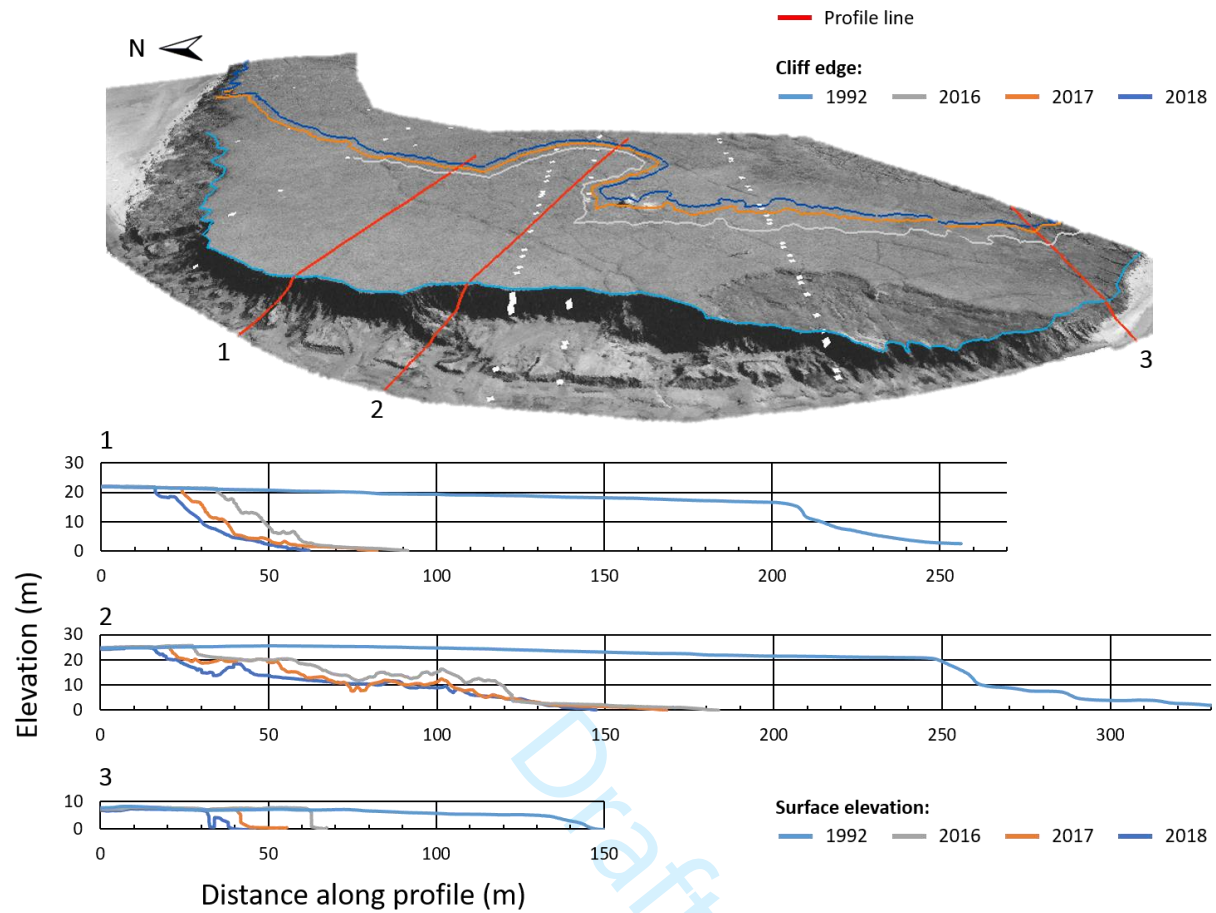 Profile line
N
Cliff edge:
1992 2016 2017 2018
1
2
3
1
30
20
10
0
0 50 100 150 200 250
2
30
20
10
0
0 50 100 150 200 250 300
3
10
0
0 50 100 150
Elevation (m)
Distance along profile (m)
Surface elevation:
1992 2016 2017 2018
Draft